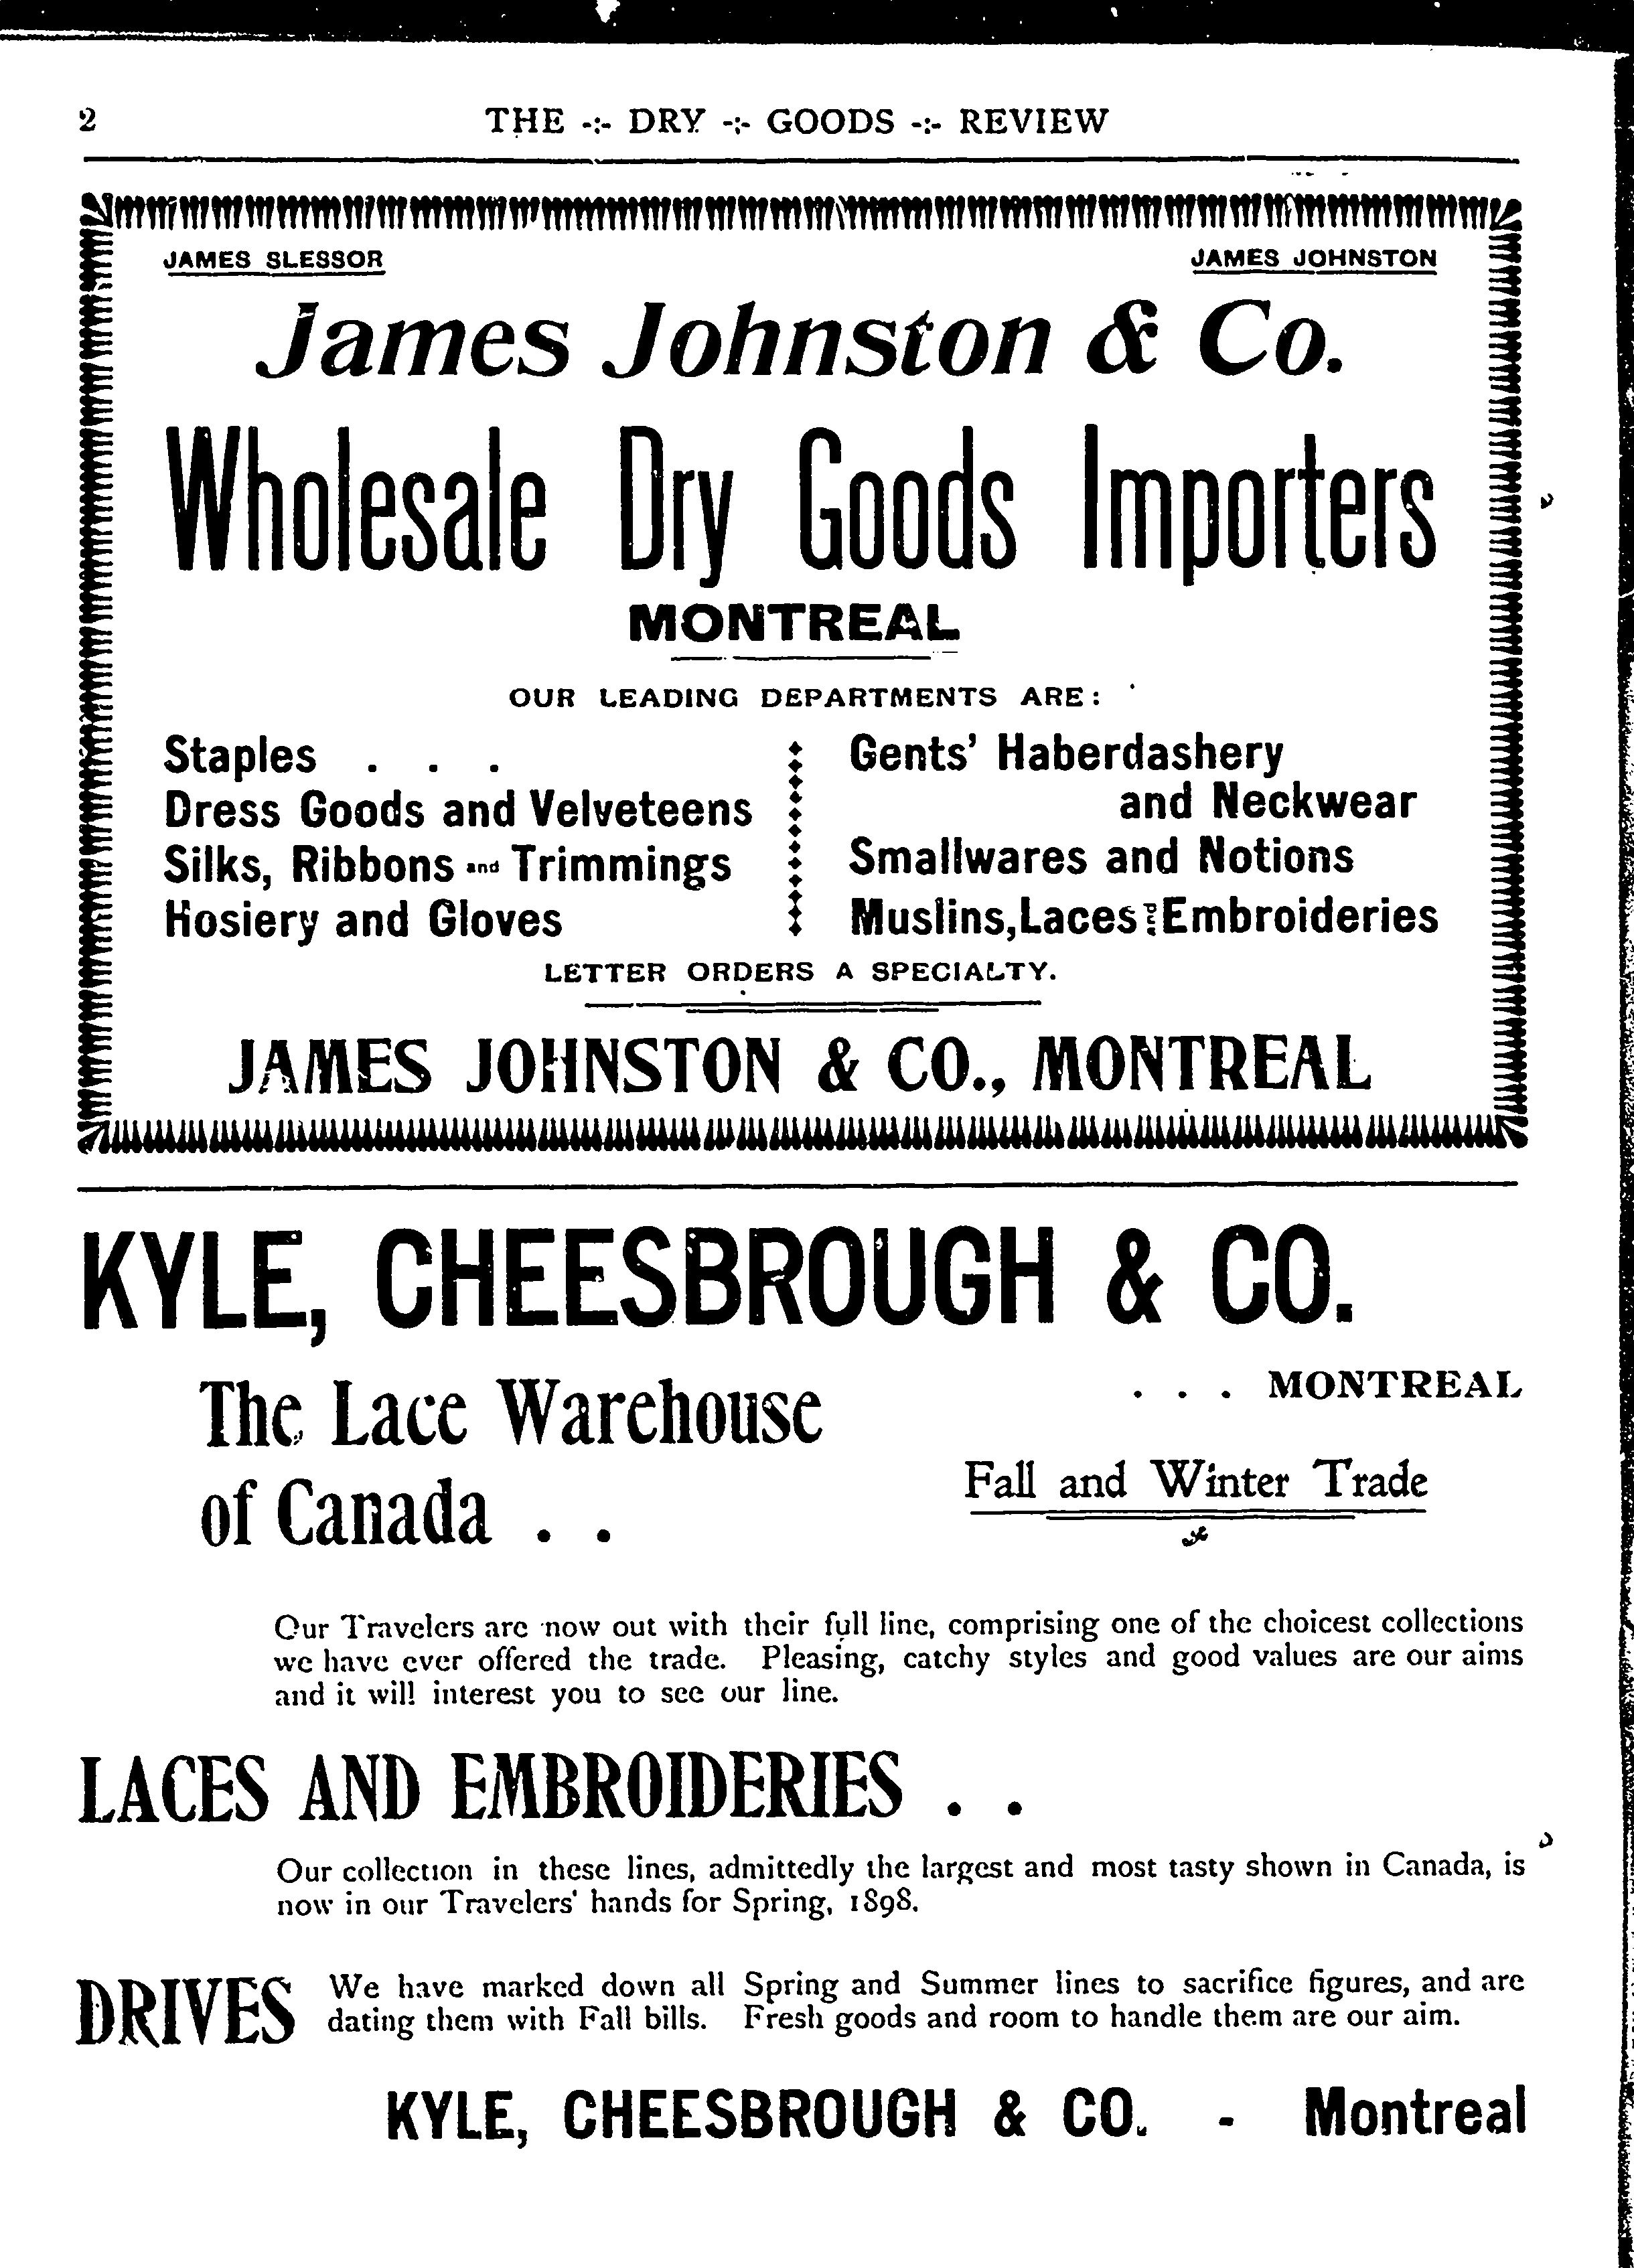 2
THE -:- DRY -:- GOODS -:- REVIEW
JAMES SLESSOR
JAMES JOHNSTON
James Johnston & Co.
Wholesale Dry Goods Importers
MONTREAL
OUR LEADING DEPARTMENTS ARE:
Staples . . .
Dress Goods and Velveteens
Silks, Ribbons and Trimmings
Hosiery and Gloves
Gents' Haberdashery
and Neckwear
Smallwares and Notions
Muslins, Laces and Embroideries
LETTER ORDERS A SPECIALTY.
JAMES JOHNSTON & CO., MONTREAL
KYLE, CHEESBROUGH & CO.
. . . MONTREAL
The Lace Warehouse
of Canada . .
Fall and Winter Trade
Our Travelers are now out with their full line, comprising one of the choicest collections
we have ever offered the trade. Pleasing, catchy styles and good values are our aims
and it will interest you to see our line.
LACES AND EMBROIDERIES . .
Our collection in these lines, admittedly the largest and most tasty shown in Canada, is
now in our Travelers' hands for Spring, 1898.
DRIVES
We have marked down all Spring and Summer lines to sacrifice figures, and are
dating them with Fall bills. Fresh goods and room to handle them are our aim.
KYLE, CHEESBROUGH & CO. - Montreal